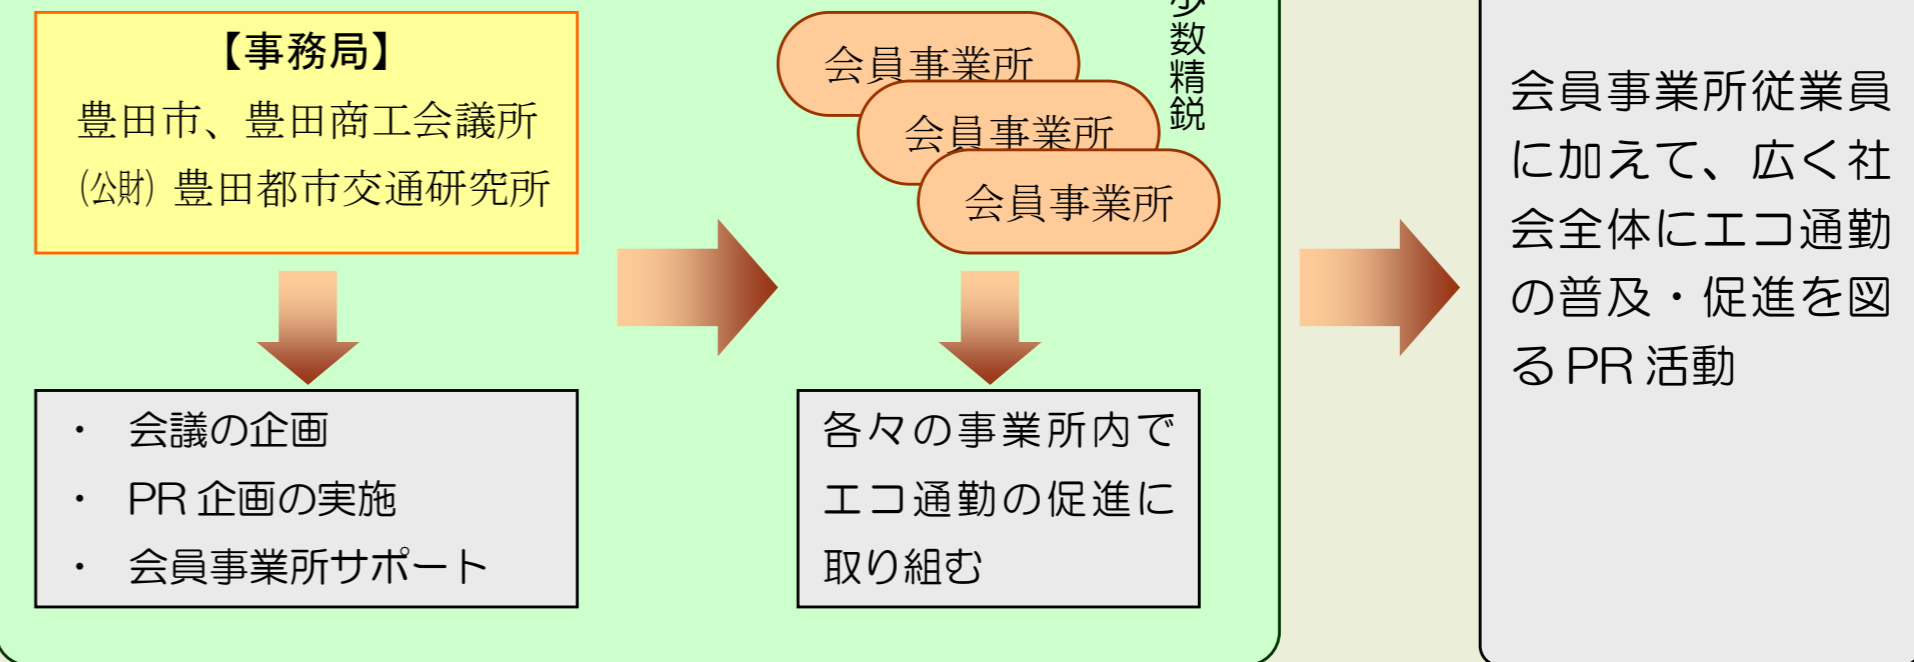 【事務局】
豊田市、豊田商工会議所
(公財) 豊田都市交通研究所
・ 会議の企画
・ PR 企画の実施
・ 会員事業所サポート
会員事業所
会員事業所
会員事業所
少数精鋭
各々の事業所内で
エコ通勤の促進に
取り組む
会員事業所従業員
に加えて、広く社
会全体にエコ通勤
の普及・促進を図
る PR 活動